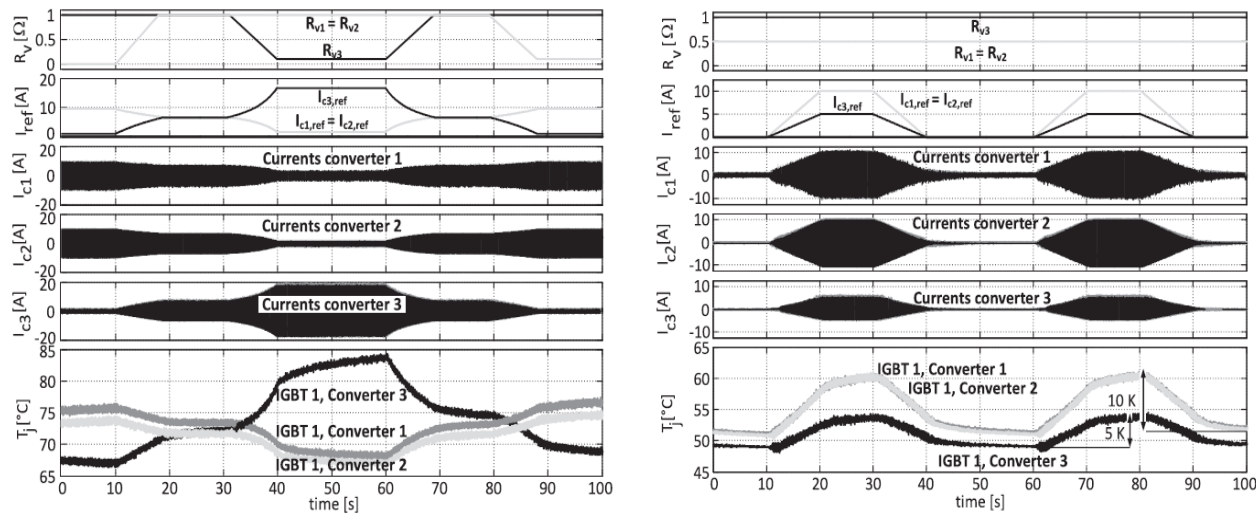 R_v [Ω]
1
0.5
0
R_v1 = R_v2
R_v3
I_ref [A]
20
10
0
I_c3,ref
I_c1,ref = I_c2,ref
I_c1 [A]
20
0
-20
Currents converter 1
I_c2 [A]
20
0
-20
Currents converter 2
I_c3 [A]
20
0
-20
Currents converter 3
T_j [°C]
85
80
75
70
65
IGBT 1, Converter 3
IGBT 1, Converter 1
IGBT 1, Converter 2
0 10 20 30 40 50 60 70 80 90 100
time [s]
R_v [Ω]
1
0.5
0
R_v3
R_v1 = R_v2
I_ref [A]
10
5
0
I_c3,ref
I_c1,ref = I_c2,ref
I_c1 [A]
10
0
-10
Currents converter 1
I_c2 [A]
10
0
-10
Currents converter 2
I_c3 [A]
10
0
-10
Currents converter 3
T_j [°C]
65
60
55
50
45
IGBT 1, Converter 1
IGBT 1, Converter 2
10 K
5 K
IGBT 1, Converter 3
0 10 20 30 40 50 60 70 80 90 100
time [s]